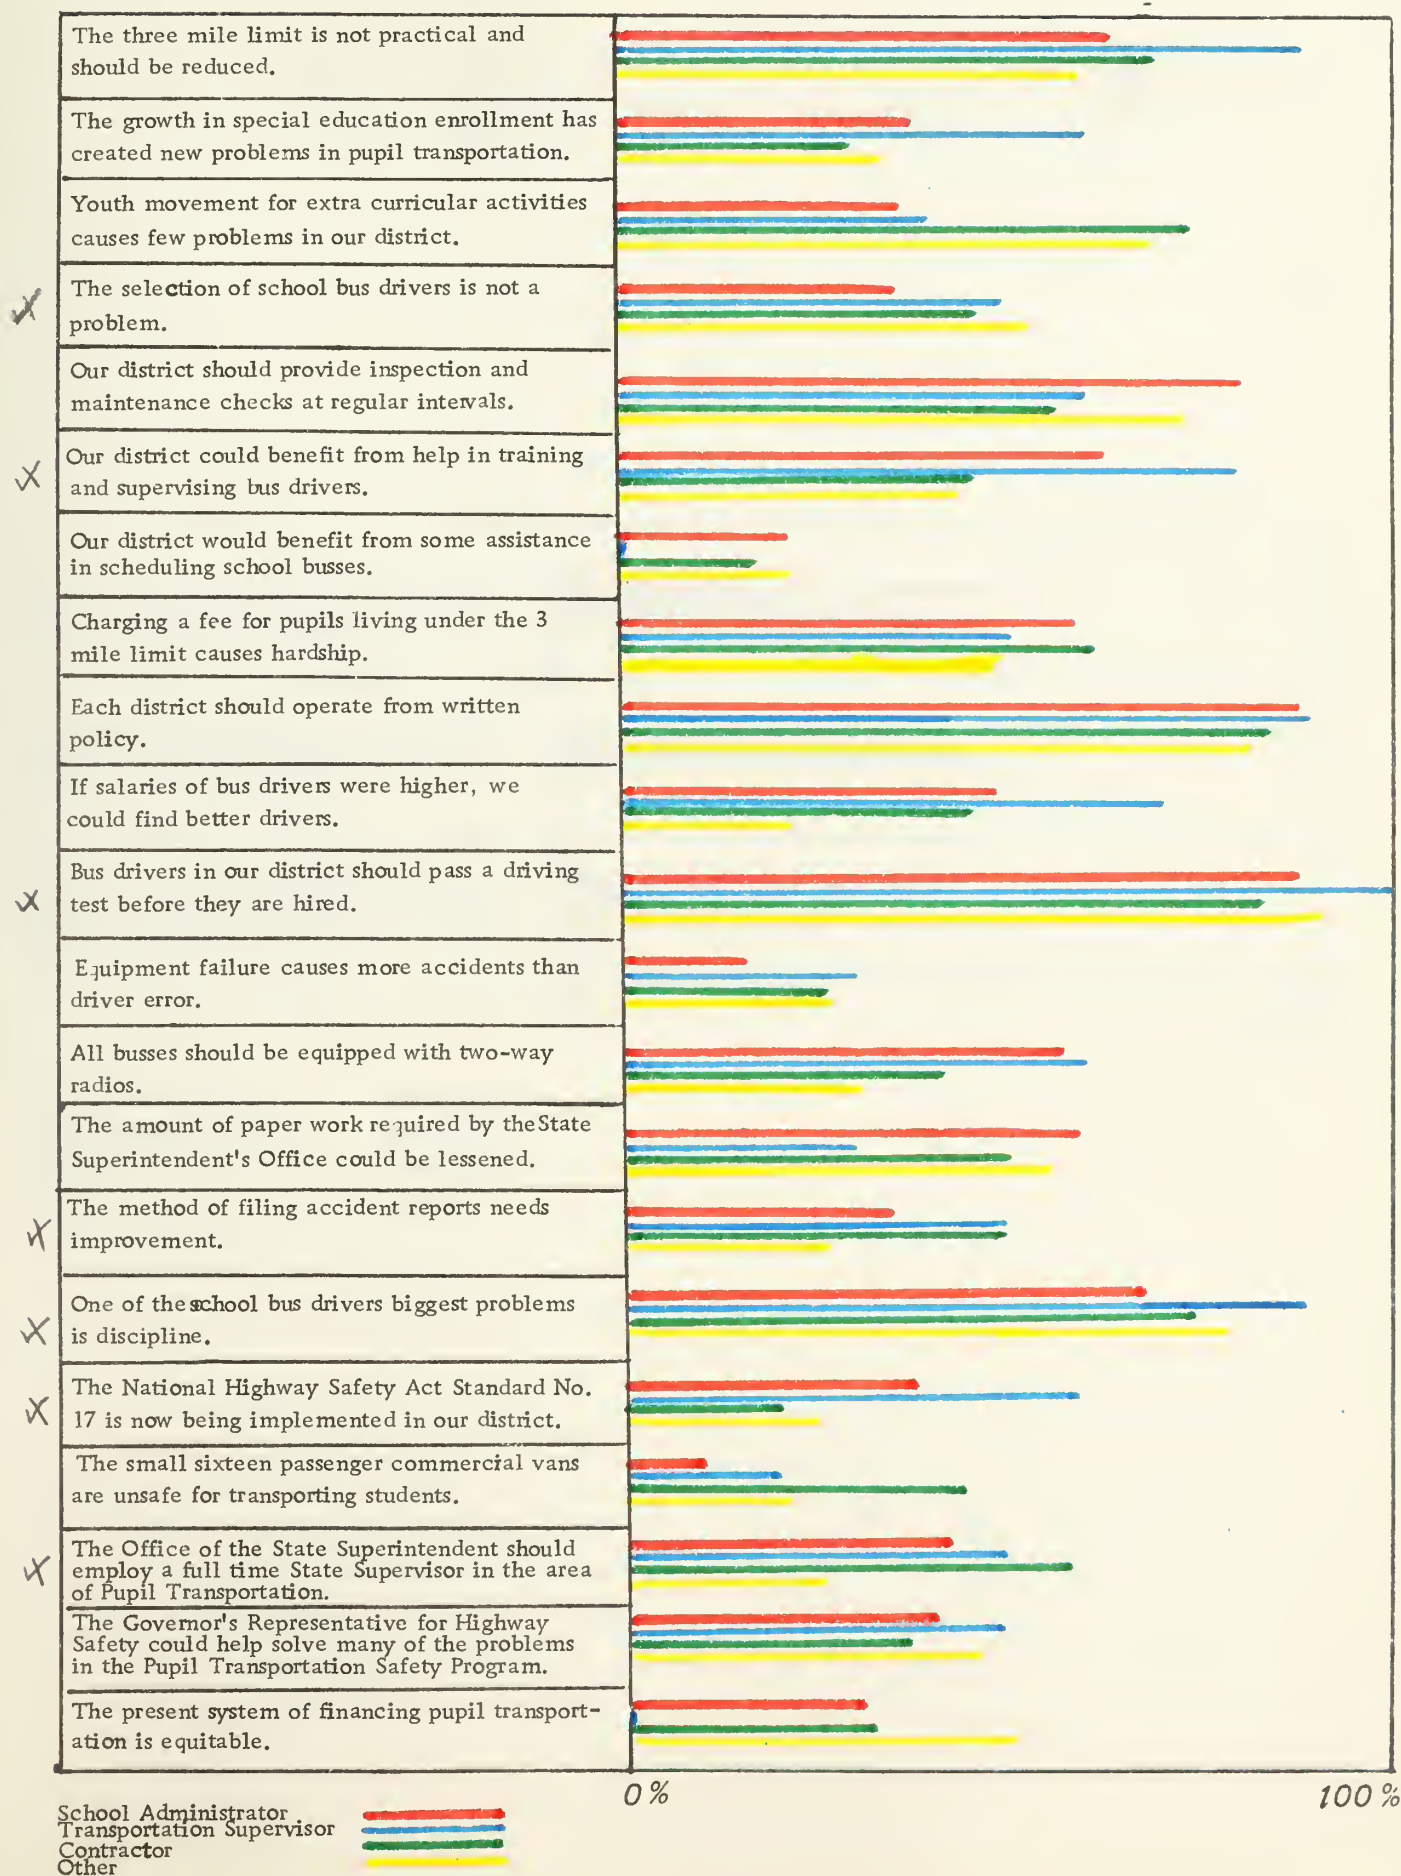 The three mile limit is not practical and
should be reduced.
The growth in special education enrollment has
created new problems in pupil transportation.
Youth movement for extra curricular activities
causes few problems in our district.
The selection of school bus drivers is not a
problem.
Our district should provide inspection and
maintenance checks at regular intervals.
Our district could benefit from help in training
and supervising bus drivers.
Our district would benefit from some assistance
in scheduling school busses.
Charging a fee for pupils living under the 3
mile limit causes hardship.
Each district should operate from written
policy.
If salaries of bus drivers were higher, we
could find better drivers.
Bus drivers in our district should pass a driving
test before they are hired.
Equipment failure causes more accidents than
driver error.
All busses should be equipped with two-way
radios.
The amount of paper work required by the State
Superintendent's Office could be lessened.
The method of filing accident reports needs
improvement.
One of the school bus drivers biggest problems
is discipline.
The National Highway Safety Act Standard No.
17 is now being implemented in our district.
The small sixteen passenger commercial vans
are unsafe for transporting students.
The Office of the State Superintendent should
employ a full time State Supervisor in the area
of Pupil Transportation.
The Governor's Representative for Highway
Safety could help solve many of the problems
in the Pupil Transportation Safety Program.
The present system of financing pupil transport-
ation is equitable.
0% 100%
School Administrator
Transportation Supervisor
Contractor
Other